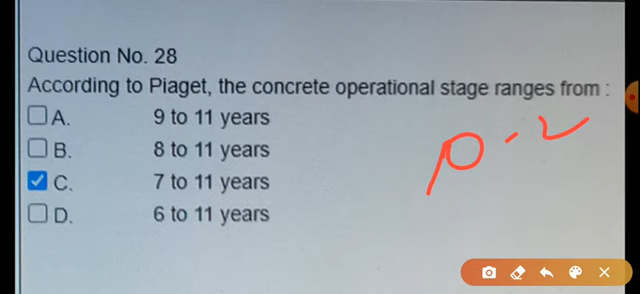 Question No. 28
According to Piaget, the concrete operational stage ranges from :
A. 9 to 11 years
B. 8 to 11 years
C. 7 to 11 years
D. 6 to 11 years
P-2